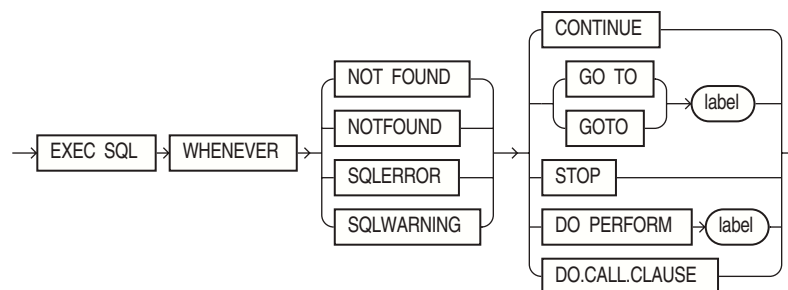 EXEC SQL
WHENEVER
NOT FOUND
NOTFOUND
SQLERROR
SQLWARNING
CONTINUE
GO TO
GOTO
label
STOP
DO PERFORM
label
DO.CALL.CLAUSE